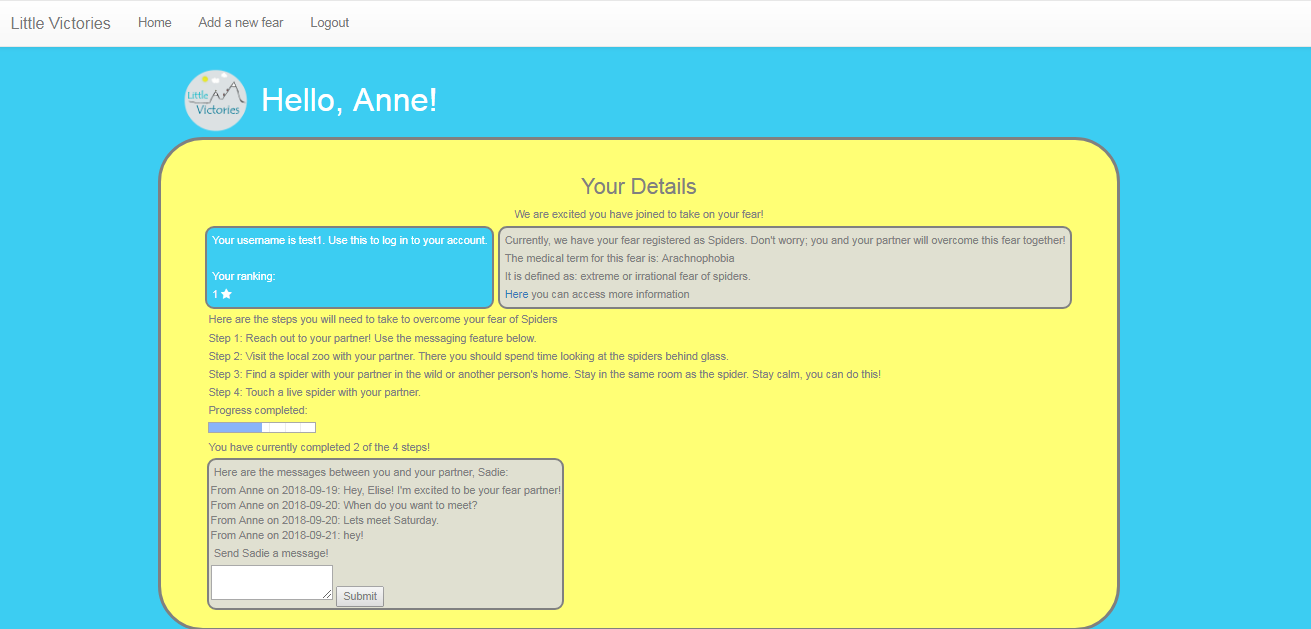 Little Victories Home Add a new fear Logout
Little
Victories
Hello, Anne!
Your Details
We are excited you have joined to take on your fear!
Your username is test1. Use this to log in to your account.
Your ranking:
1
Currently, we have your fear registered as Spiders. Don't worry; you and your partner will overcome this fear together!
The medical term for this fear is: Arachnophobia
It is defined as: extreme or irrational fear of spiders.
Here you can access more information
Here are the steps you will need to take to overcome your fear of Spiders
Step 1: Reach out to your partner! Use the messaging feature below.
Step 2: Visit the local zoo with your partner. There you should spend time looking at the spiders behind glass.
Step 3: Find a spider with your partner in the wild or another person's home. Stay in the same room as the spider. Stay calm, you can do this!
Step 4: Touch a live spider with your partner.
Progress completed:
You have currently completed 2 of the 4 steps!
Here are the messages between you and your partner, Sadie:
From Anne on 2018-09-19: Hey, Elise! I'm excited to be your fear partner!
From Anne on 2018-09-20: When do you want to meet?
From Anne on 2018-09-20: Lets meet Saturday.
From Anne on 2018-09-21: hey!
Send Sadie a message!
Submit